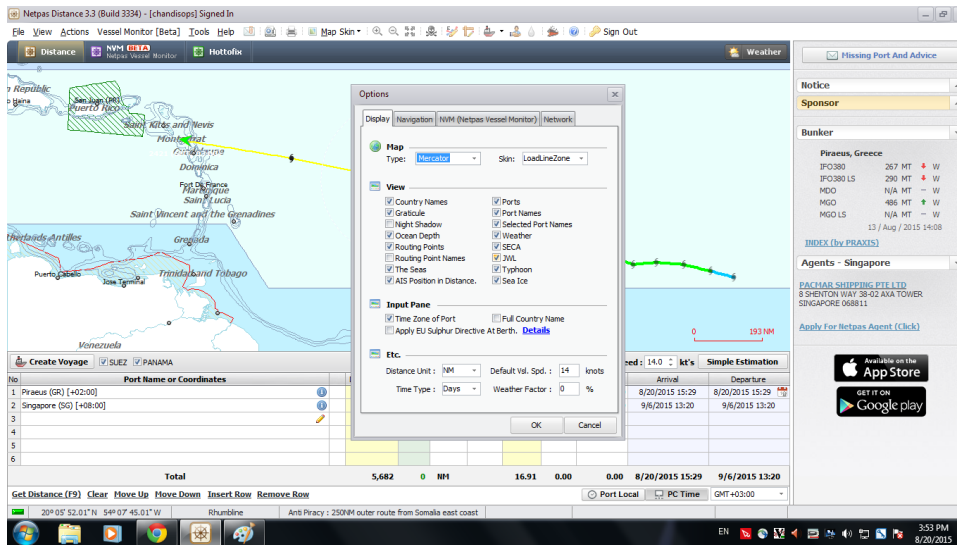 Netpas Distance 3.3 (Build 3334) - [chandisops] Signed In
File View Actions Vessel Monitor [Beta] Tools Help Map Skin Sign Out
Distance NVM BETA Netpas Vessel Monitor Hottofix Weather
Missing Port And Advice
Notice
Sponsor
Bunker
Piraeus, Greece
IFO380 267 MT W
IFO380 LS 290 MT W
MDO N/A MT -- W
MGO 486 MT W
MGO LS N/A MT -- W
13 / Aug / 2015 14:08
INDEX (by PRAXIS)
Agents - Singapore
PACMAR SHIPPING PTE LTD
8 SHENTON WAY 38-02 AXA TOWER
SINGAPORE 068811
Apply For Netpas Agent (Click)
Available on the
App Store
GET IT ON
Google play
Republic
Haina
San Juan (PR)
Puerto Rico
Saint Kitts and Nevis
Montserrat
Guadeloupe
Dominica
Fort De France
Martinique
Saint Lucia
Saint Vincent and the Grenadines
Antilles
Grenada
Puerto Cabello
Jose Terminal
Trinidad and Tobago
Venezuela
0 193 NM
Options
Display Navigation NVM (Netpas Vessel Monitor) Network
Map
Type: Mercator Skin: LoadLineZone
View
Country Names Ports
Graticule Port Names
Night Shadow Selected Port Names
Ocean Depth Weather
Routing Points SECA
Routing Point Names JWL
The Seas Typhoon
AIS Position in Distance. Sea Ice
Input Pane
Time Zone of Port Full Country Name
Apply EU Sulphur Directive At Berth. Details
Etc.
Distance Unit : NM Default Vsl. Spd. : 14 knots
Time Type : Days Weather Factor : 0 %
OK Cancel
Create Voyage SUEZ PANAMA eed : 14.0 kt's Simple Estimation
No Port Name or Coordinates Arrival Departure
1 Piraeus (GR) [+02:00] 8/20/2015 15:29 8/20/2015 15:29
2 Singapore (SG) [+08:00] 9/6/2015 13:20 9/6/2015 13:20
3
4
5
6
Total 5,682 0 NM 16.91 0.00 0.00 8/20/2015 15:29 9/6/2015 13:20
Get Distance (F9) Clear Move Up Move Down Insert Row Remove Row Port Local PC Time GMT+03:00
20º 05' 52.01" N 54º 07' 45.01" W Rhumbline Anti Piracy : 250NM outer route from Somalia east coast
EN 3:53 PM
8/20/2015